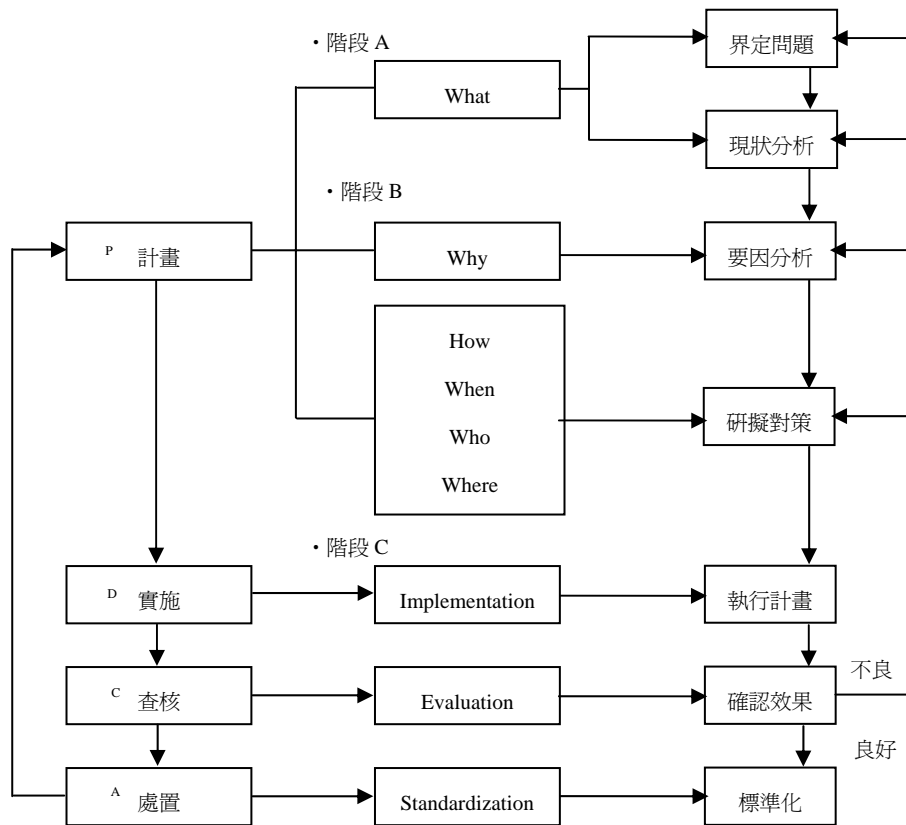 ・階段 A
界定問題
What
現狀分析
・階段 B
P 計畫
Why
要因分析
How
When
Who
Where
研擬對策
・階段 C
D 實施
Implementation
執行計畫
不良
C 查核
Evaluation
確認效果
良好
A 處置
Standardization
標準化